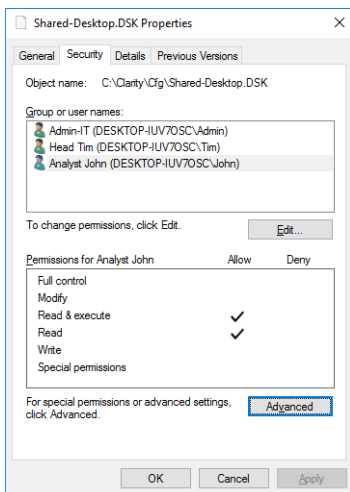 Shared-Desktop.DSK Properties
General Security Details Previous Versions
Object name: C:\Clarity\Cfg\Shared-Desktop.DSK
Group or user names:
Admin-IT (DESKTOP-IUV7OSC\Admin)
Head Tim (DESKTOP-IUV7OSC\Tim)
Analyst John (DESKTOP-IUV7OSC\John)
To change permissions, click Edit.
Edit...
Permissions for Analyst John Allow Deny
Full control
Modify
Read & execute
Read
Write
Special permissions
For special permissions or advanced settings,
click Advanced.
Advanced
OK Cancel Apply